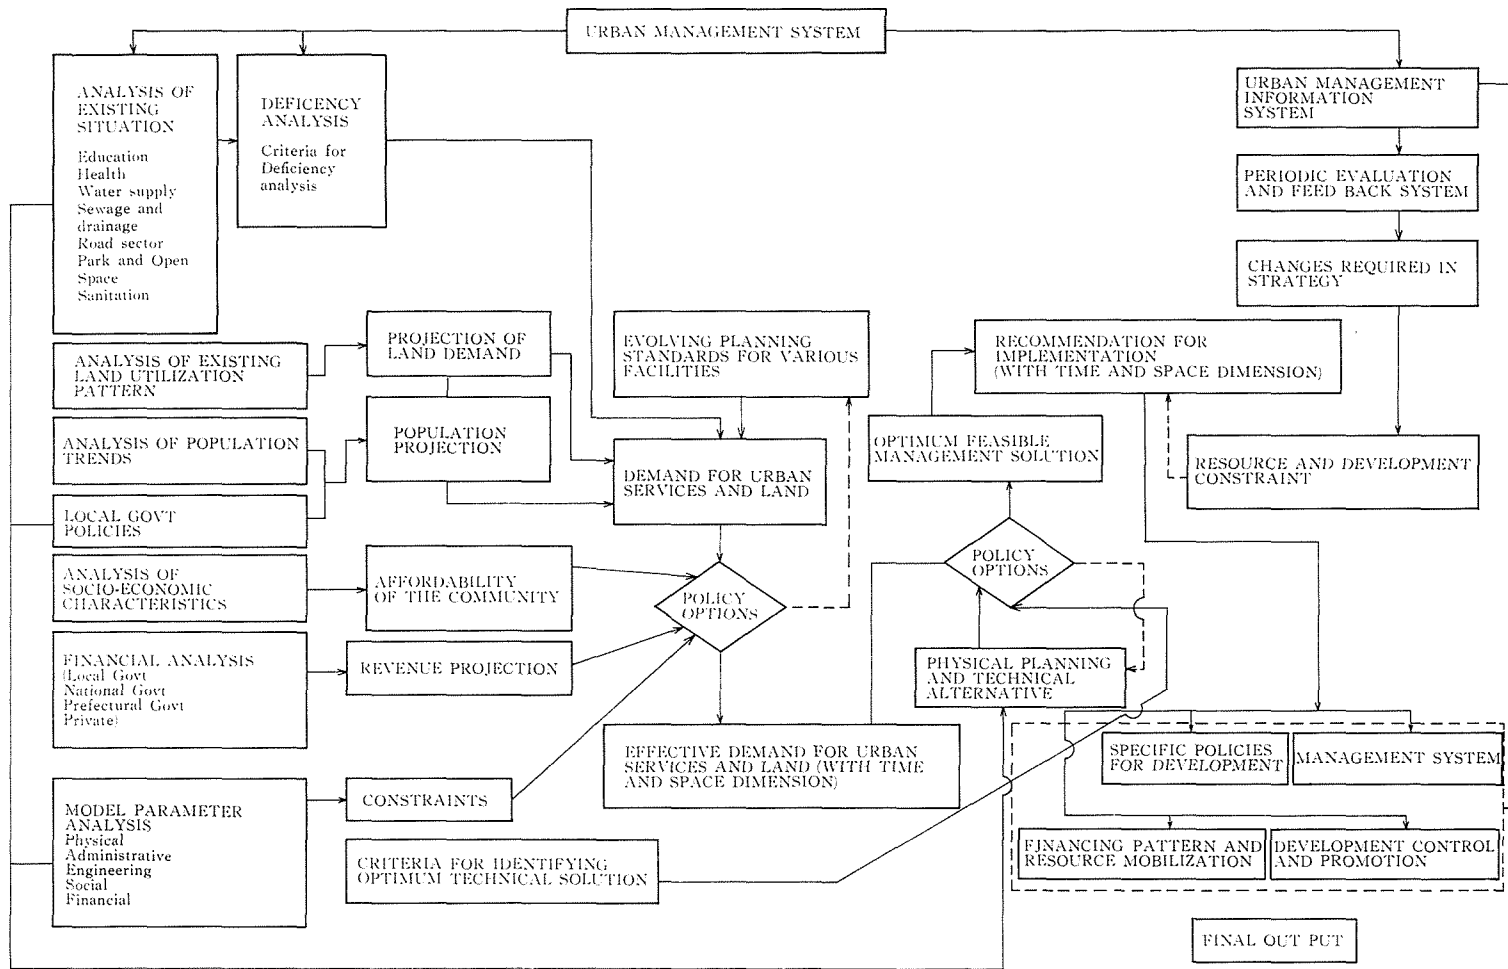 URBAN MANAGEMENT SYSTEM
ANALYSIS OF
EXISTING
SITUATION
Education
Health
Water supply
Sewage and
drainage
Road sector
Park and Open
Space
Sanitation
DEFICENCY
ANALYSIS
Criteria for
Deficiency
analysis
URBAN MANAGEMENT
INFORMATION
SYSTEM
PERIODIC EVALUATION
AND FEED BACK SYSTEM
CHANGES REQUIRED IN
STRATEGY
ANALYSIS OF EXISTING
LAND UTILIZATION
PATTERN
PROJECTION OF
LAND DEMAND
EVOLVING PLANNING
STANDARDS FOR VARIOUS
FACILITIES
RECOMMENDATION FOR
IMPLEMENTATION
(WITH TIME AND SPACE DIMENSION)
ANALYSIS OF POPULATION
TRENDS
POPULATION
PROJECTION
DEMAND FOR URBAN
SERVICES AND LAND
OPTIMUM FEASIBLE
MANAGEMENT SOLUTION
RESOURCE AND DEVELOPMENT
CONSTRAINT
LOCAL GOVT
POLICIES
ANALYSIS OF
SOCIO-ECONOMIC
CHARACTERISTICS
AFFORDABILITY
OF THE COMMUNITY
POLICY
OPTIONS
POLICY
OPTIONS
FINANCIAL ANALYSIS
(Local Govt
National Govt
Prefectural Govt
Private)
REVENUE PROJECTION
PHYSICAL PLANNING
AND TECHNICAL
ALTERNATIVE
EFFECTIVE DEMAND FOR URBAN
SERVICES AND LAND (WITH TIME
AND SPACE DIMENSION)
SPECIFIC POLICIES
FOR DEVELOPMENT
MANAGEMENT SYSTEM
MODEL PARAMETER
ANALYSIS
Physical
Administrative
Engineering
Social
Financial
CONSTRAINTS
CRITERIA FOR IDENTIFYING
OPTIMUM TECHNICAL SOLUTION
FINANCING PATTERN AND
RESOURCE MOBILIZATION
DEVELOPMENT CONTROL
AND PROMOTION
FINAL OUT PUT